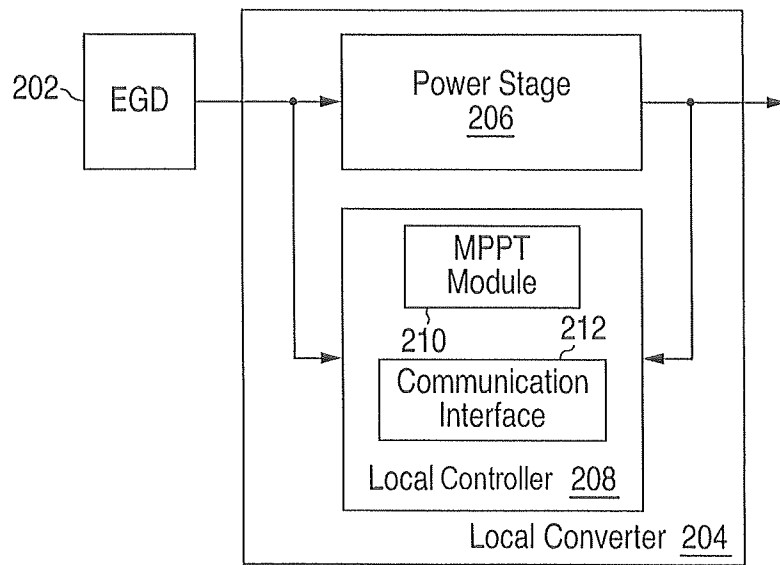 202
EGD
Power Stage
206
MPPT
Module
210
212
Communication
Interface
Local Controller 208
Local Converter 204